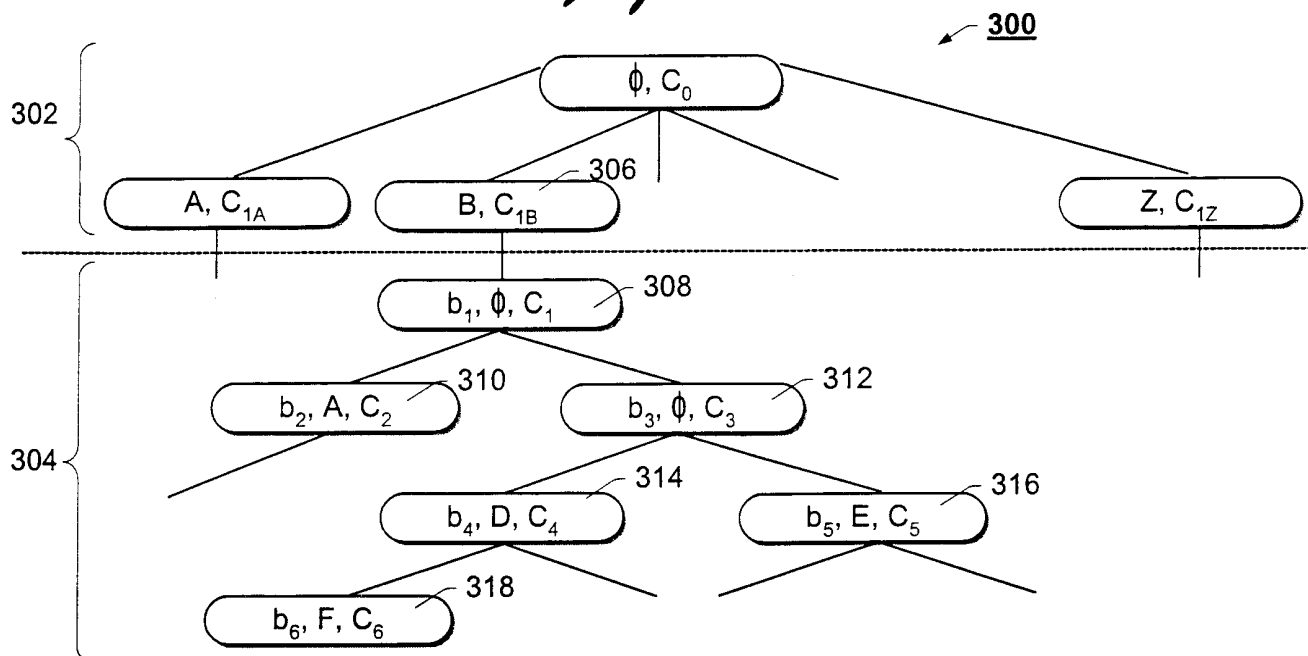 300
ϕ, C₀
302
306
A, C₁A
B, C₁B
Z, C₁Z
b₁, ϕ, C₁
308
310
312
b₂, A, C₂
b₃, ϕ, C₃
304
314
316
b₄, D, C₄
b₅, E, C₅
318
b₆, F, C₆